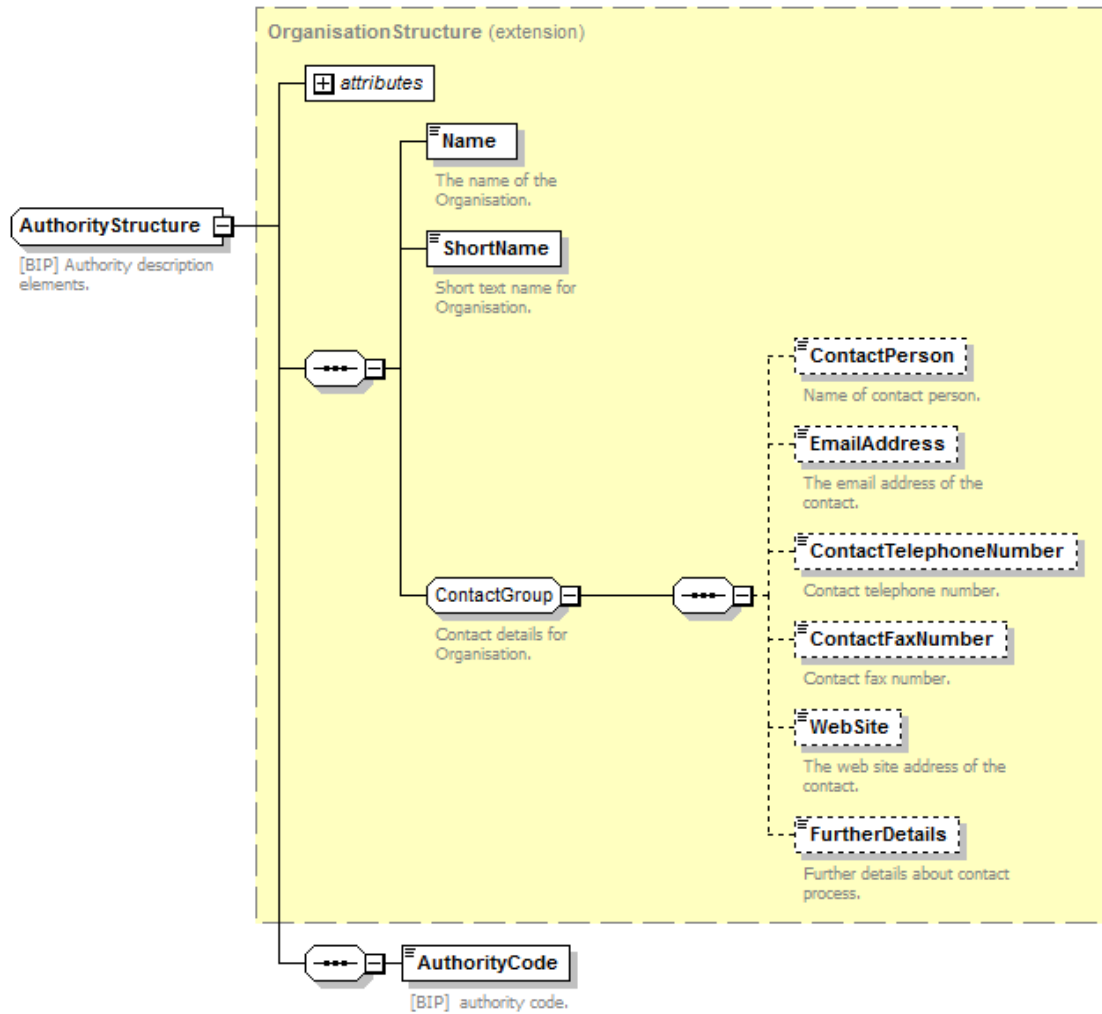 OrganisationStructure (extension)
attributes
Name
The name of the
Organisation.
AuthorityStructure
[BIP] Authority description
elements.
ShortName
Short text name for
Organisation.
ContactPerson
Name of contact person.
EmailAddress
The email address of the
contact.
ContactTelephoneNumber
Contact telephone number.
ContactGroup
Contact details for
Organisation.
ContactFaxNumber
Contact fax number.
WebSite
The web site address of the
contact.
FurtherDetails
Further details about contact
process.
AuthorityCode
[BIP]  authority code.